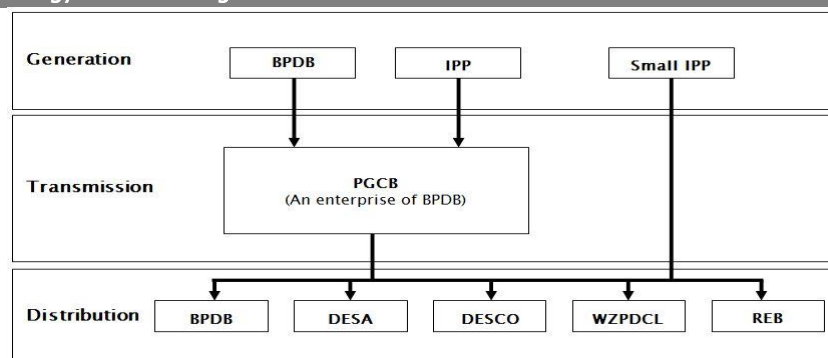 Generation
BPDB
IPP
Small IPP
Transmission
PGCB
(An enterprise of BPDB)
Distribution
BPDB
DESA
DESCO
WZPDCL
REB